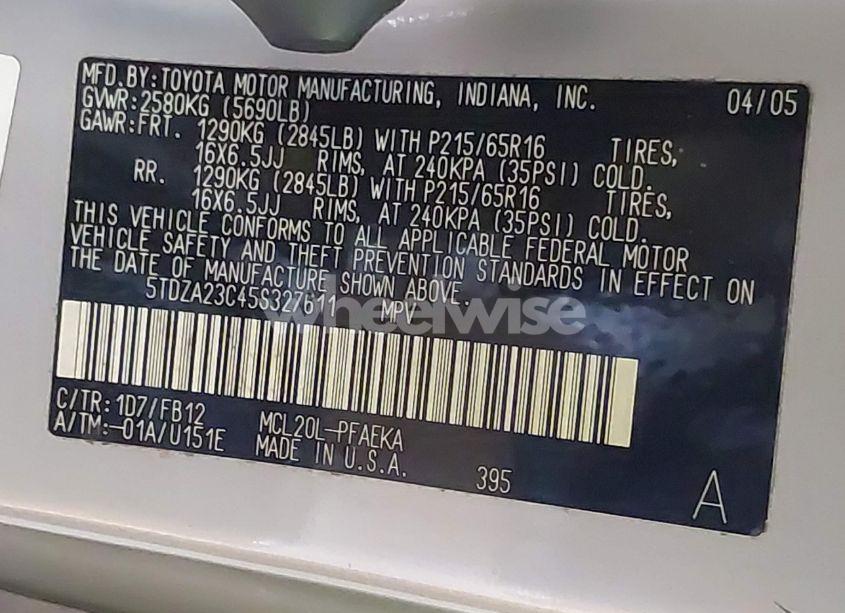 MFD.BY:TOYOTA MOTOR MANUFACTURING, INDIANA, INC. 04/05
GVWR:2580KG (5690LB)
GAWR:FRT. 1290KG (2845LB) WITH P215/65R16 TIRES,
16X6.5JJ RIMS, AT 240KPA (35PSI) COLD.
RR. 1290KG (2845LB) WITH P215/65R16 TIRES,
16X6.5JJ RIMS, AT 240KPA (35PSI) COLD.
THIS VEHICLE CONFORMS TO ALL APPLICABLE FEDERAL MOTOR
VEHICLE SAFETY AND THEFT PREVENTION STANDARDS IN EFFECT ON
THE DATE OF MANUFACTURE SHOWN ABOVE.
MPV
wheelwise
C/TR:1D7/FB12 MCL20L-PFAEKA
A/TM:-01A/U151E MADE IN U.S.A. 395
A